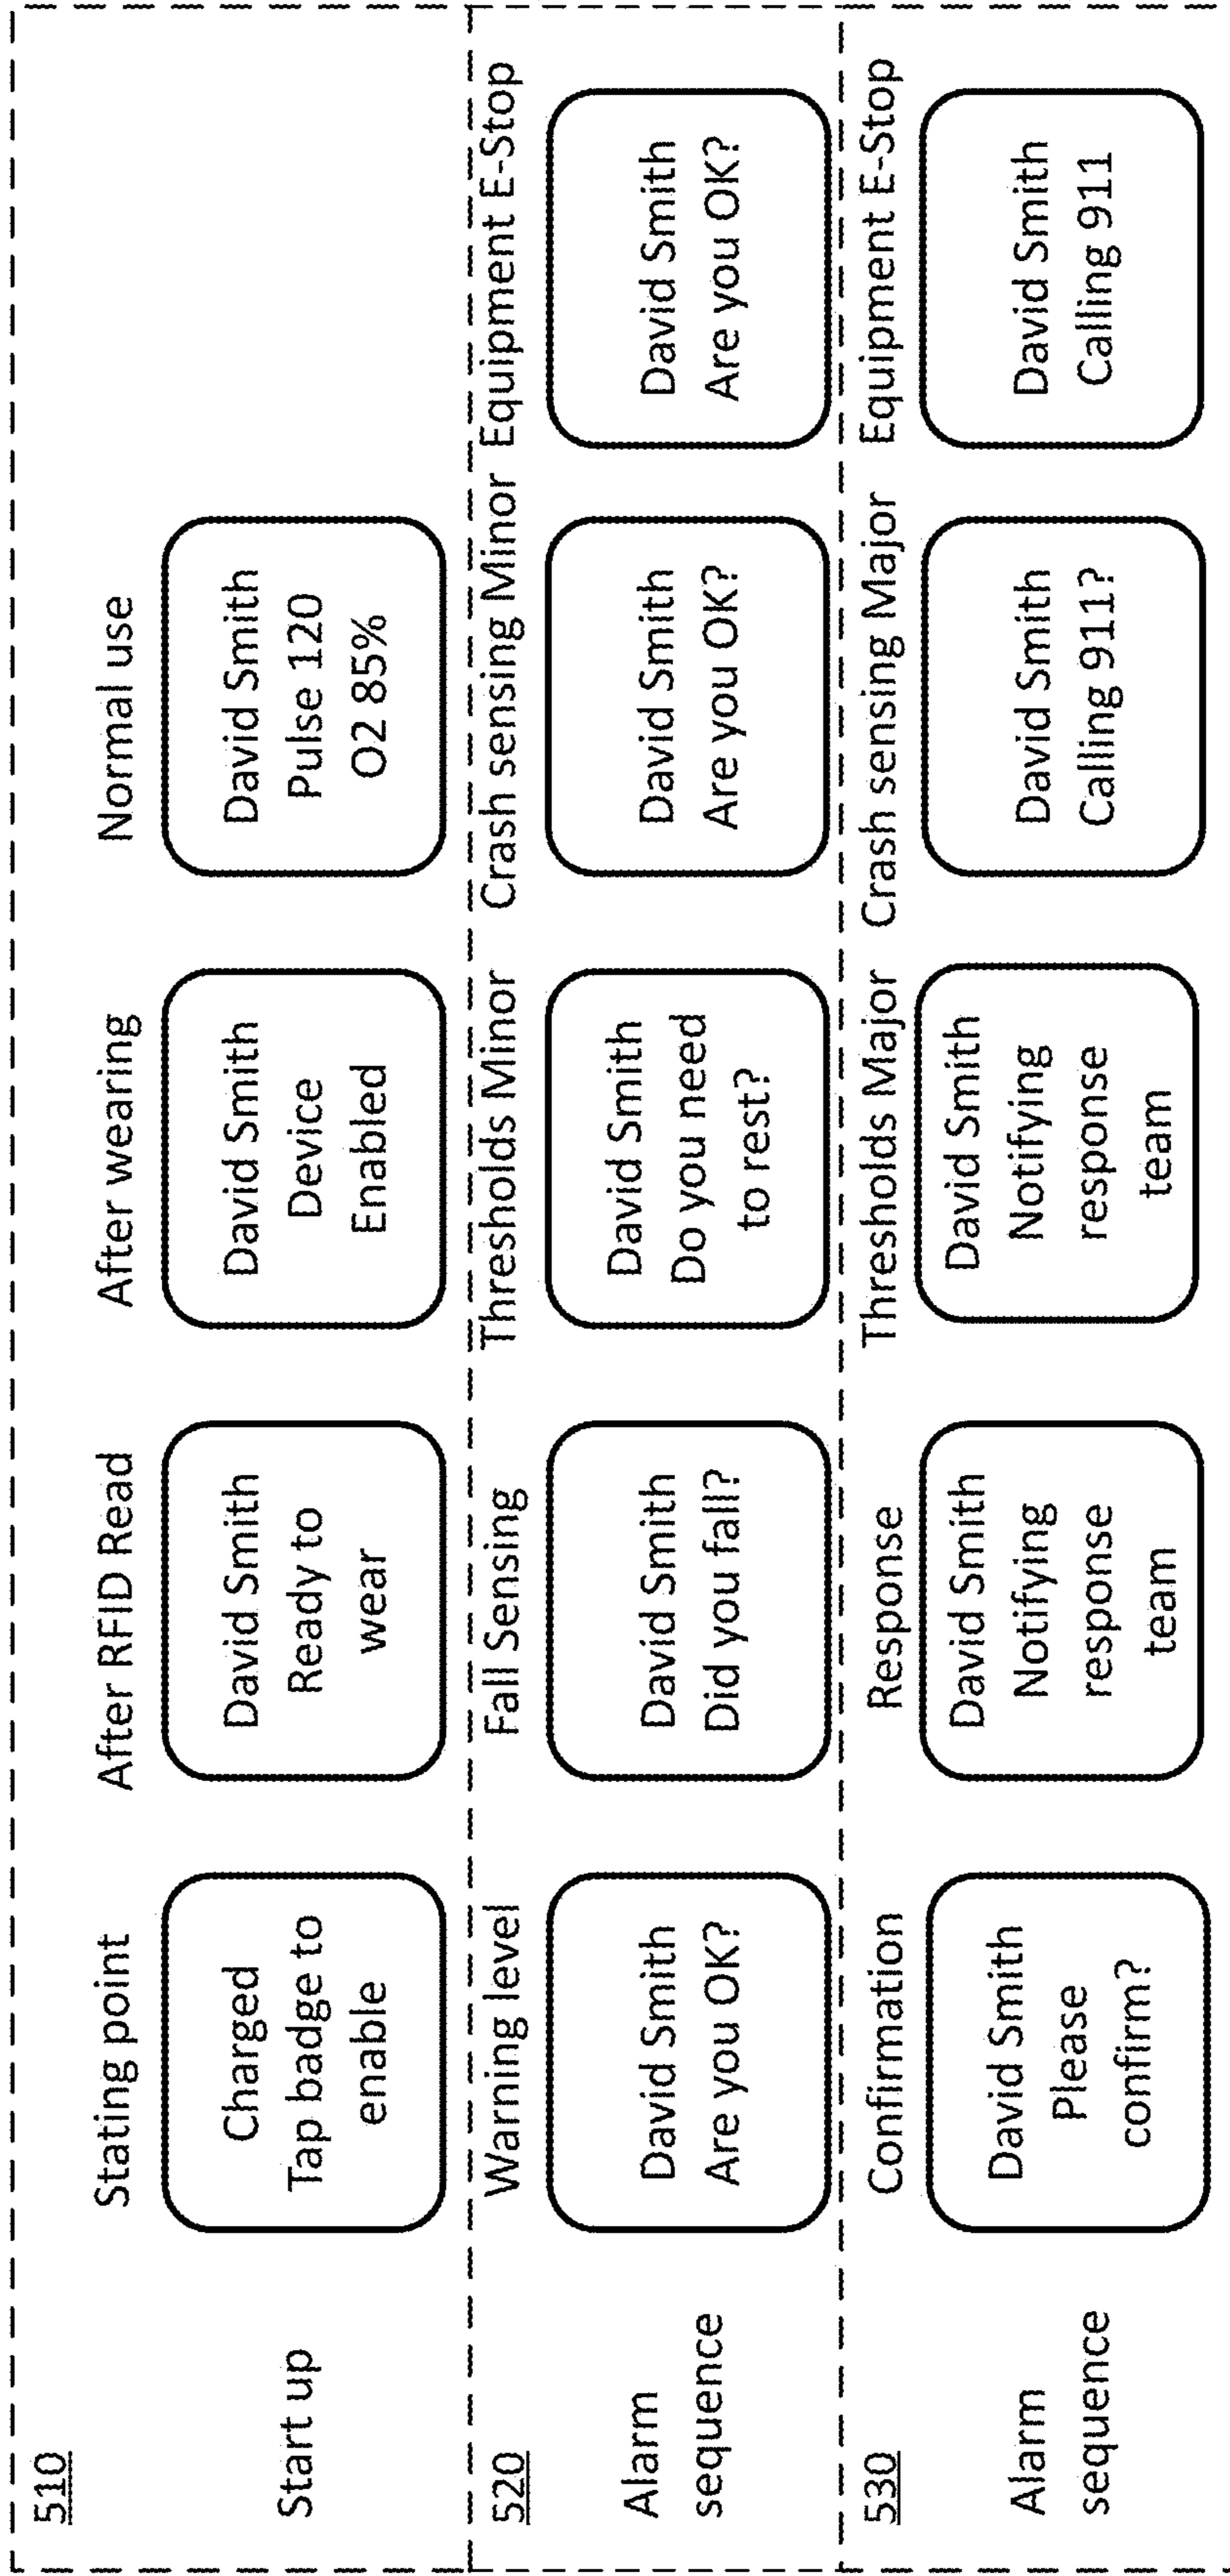 510
Start up
Stating point
Charged
Tap badge to
enable
After RFID Read
David Smith
Ready to
wear
After wearing
David Smith
Device
Enabled
Normal use
David Smith
Pulse 120
O2 85%
520
Alarm
sequence
Warning level
David Smith
Are you OK?
Fall Sensing
David Smith
Did you fall?
Thresholds Minor
David Smith
Do you need
to rest?
Crash sensing Minor
David Smith
Are you OK?
Equipment E-Stop
David Smith
Are you OK?
530
Alarm
sequence
Confirmation
David Smith
Please
confirm?
Response
David Smith
Notifying
response
team
Thresholds Major
David Smith
Notifying
response
team
Crash sensing Major
David Smith
Calling 911?
Equipment E-Stop
David Smith
Calling 911